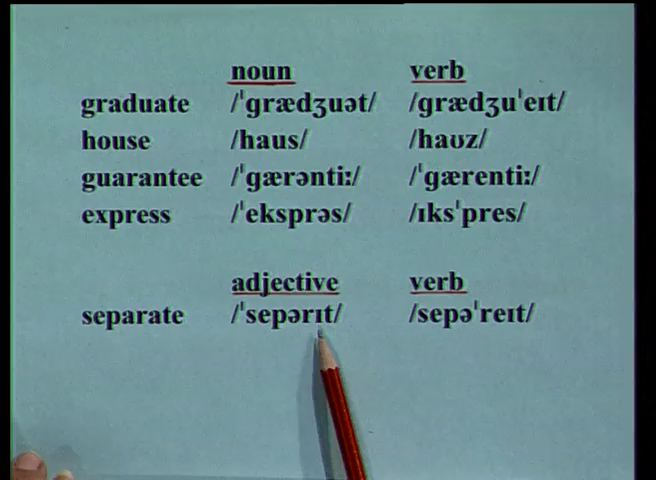 noun verb
graduate /ˈgrædʒuət/ /grædʒuˈeɪt/
house /haus/ /haʊz/
guarantee /ˈgærəntiː/ /ˈgærentiː/
express /ˈeksprəs/ /ɪksˈpres/
adjective verb
separate /ˈsepərɪt/ /sepəˈreɪt/